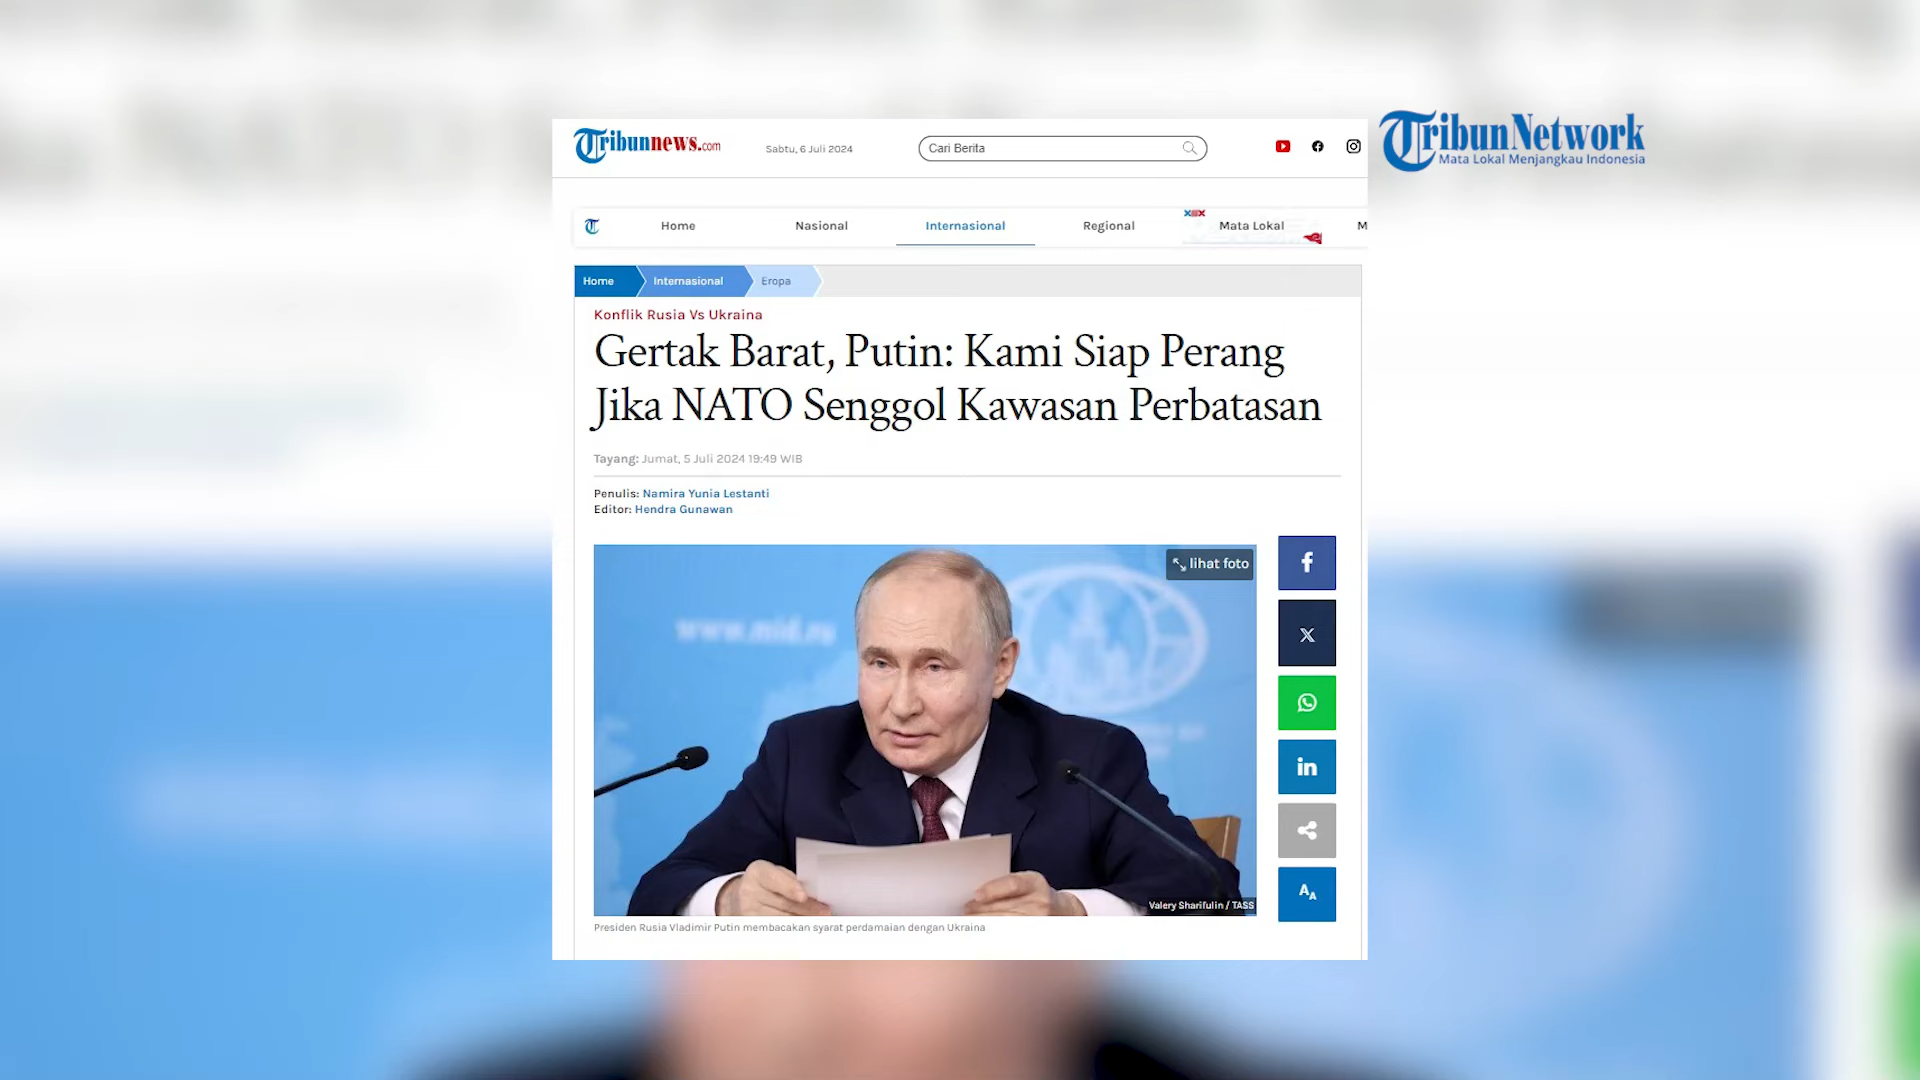 Tribunnews.com
Sabtu, 6 Juli 2024
Cari Berita
TribunNetwork
Mata Lokal Menjangkau Indonesia
Home
Nasional
Internasional
Regional
Mata Lokal
M
Home
Internasional
Eropa
Konflik Rusia Vs Ukraina
Gertak Barat, Putin: Kami Siap Perang
Jika NATO Senggol Kawasan Perbatasan
Tayang: Jumat, 5 Juli 2024 19:49 WIB
Penulis: Namira Yunia Lestanti
Editor: Hendra Gunawan
lihat foto
www.mid.ru
Valery Sharifulin / TASS
Presiden Rusia Vladimir Putin membacakan syarat perdamaian dengan Ukraina